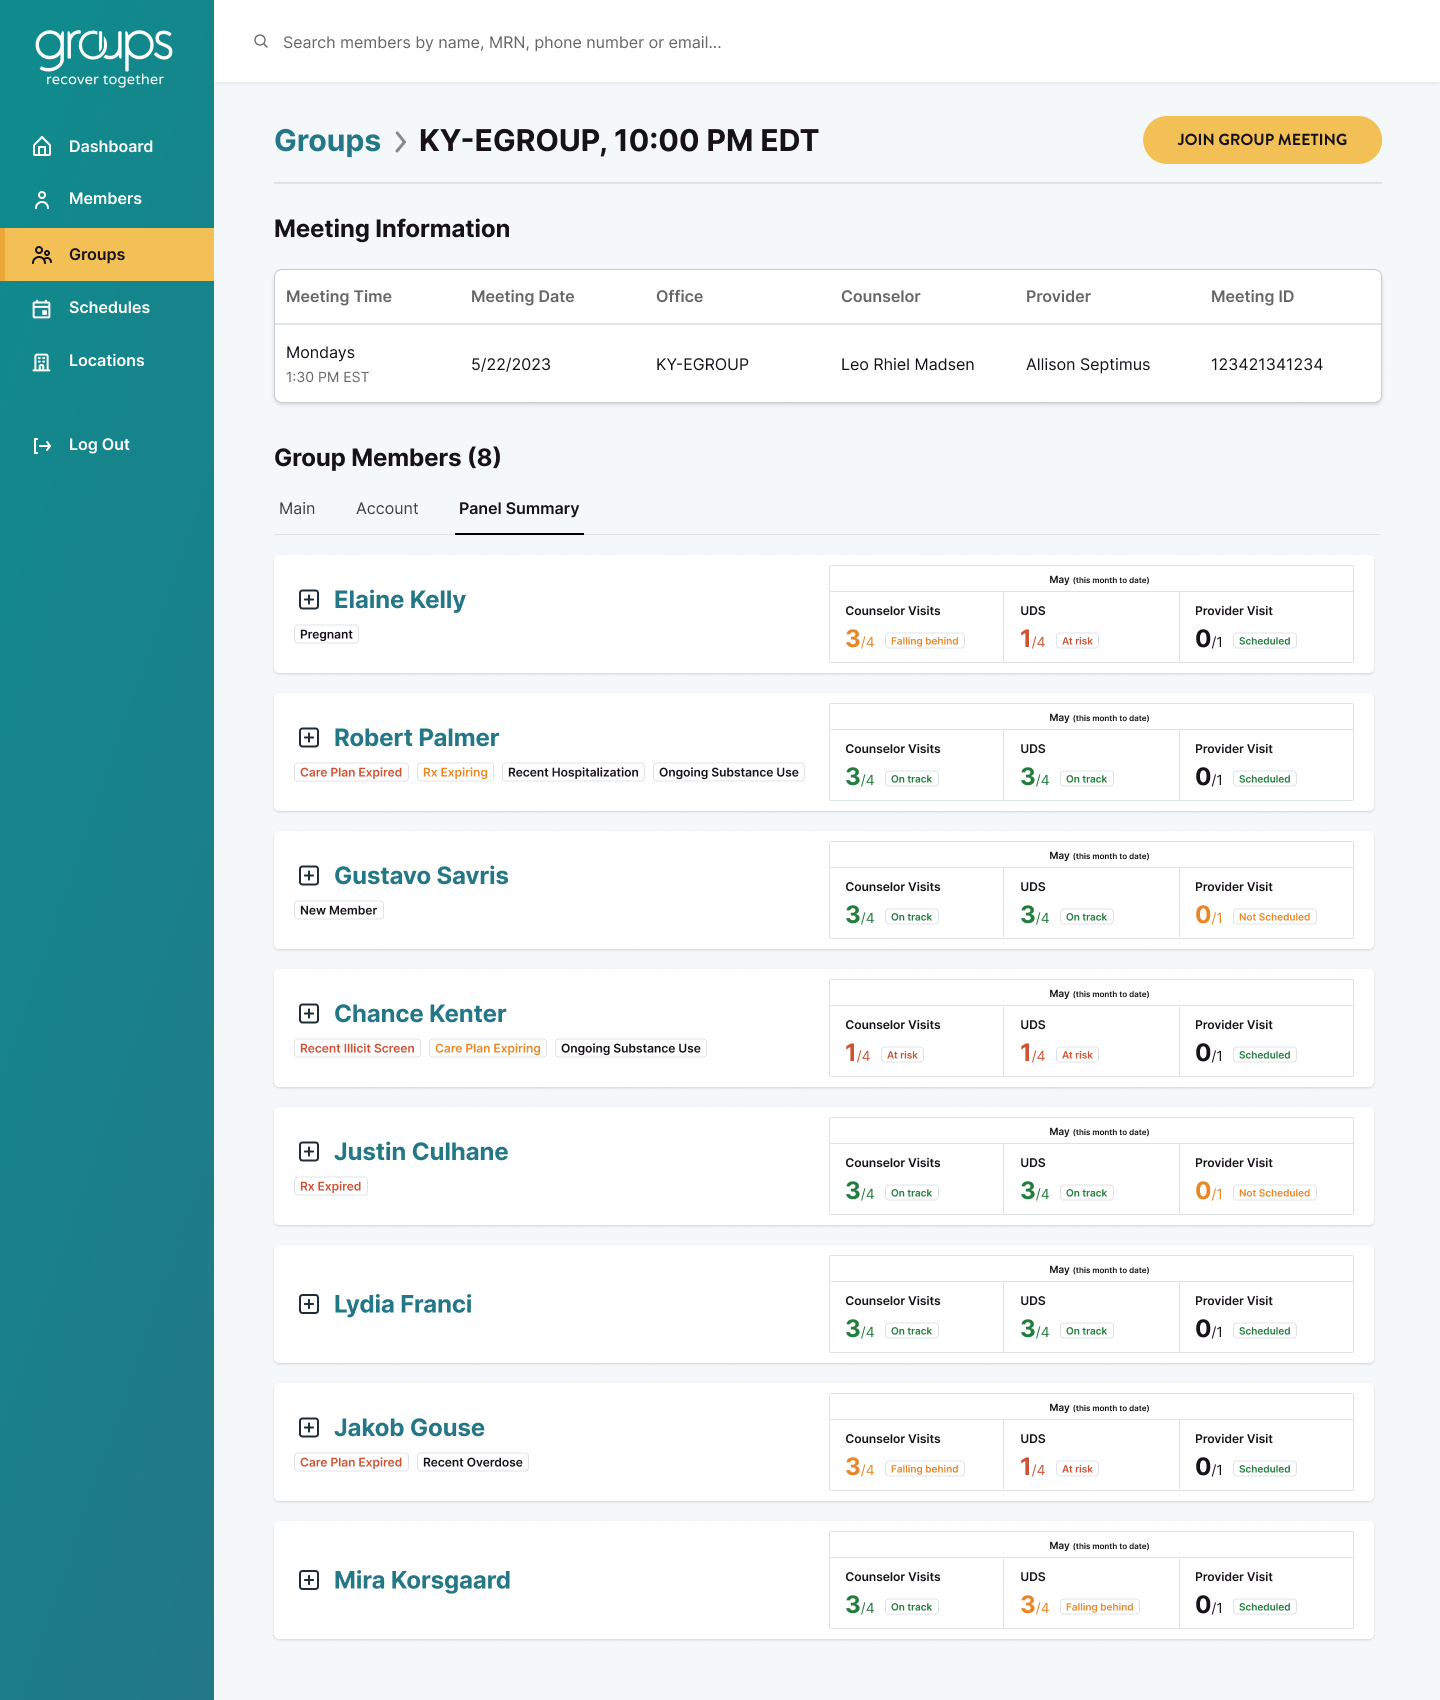 groups
recover together
Search members by name, MRN, phone number or email...
Dashboard
Members
Groups
Schedules
Locations
Log Out
Groups > KY-EGROUP, 10:00 PM EDT
JOIN GROUP MEETING
Meeting Information
Meeting Time Meeting Date Office Counselor Provider Meeting ID
Mondays
1:30 PM EST
5/22/2023 KY-EGROUP Leo Rhiel Madsen Allison Septimus 123421341234
Group Members (8)
Main Account Panel Summary
Elaine Kelly
Pregnant
May (this month to date)
Counselor Visits UDS Provider Visit
3/4 Falling behind 1/4 At risk 0/1 Scheduled
Robert Palmer
Care Plan Expired Rx Expiring Recent Hospitalization Ongoing Substance Use
May (this month to date)
Counselor Visits UDS Provider Visit
3/4 On track 3/4 On track 0/1 Scheduled
Gustavo Savris
New Member
May (this month to date)
Counselor Visits UDS Provider Visit
3/4 On track 3/4 On track 0/1 Not Scheduled
Chance Kenter
Recent Illicit Screen Care Plan Expiring Ongoing Substance Use
May (this month to date)
Counselor Visits UDS Provider Visit
1/4 At risk 1/4 At risk 0/1 Scheduled
Justin Culhane
Rx Expired
May (this month to date)
Counselor Visits UDS Provider Visit
3/4 On track 3/4 On track 0/1 Not Scheduled
Lydia Franci
May (this month to date)
Counselor Visits UDS Provider Visit
3/4 On track 3/4 On track 0/1 Scheduled
Jakob Gouse
Care Plan Expired Recent Overdose
May (this month to date)
Counselor Visits UDS Provider Visit
3/4 Falling behind 1/4 At risk 0/1 Scheduled
Mira Korsgaard
May (this month to date)
Counselor Visits UDS Provider Visit
3/4 On track 3/4 Falling behind 0/1 Scheduled